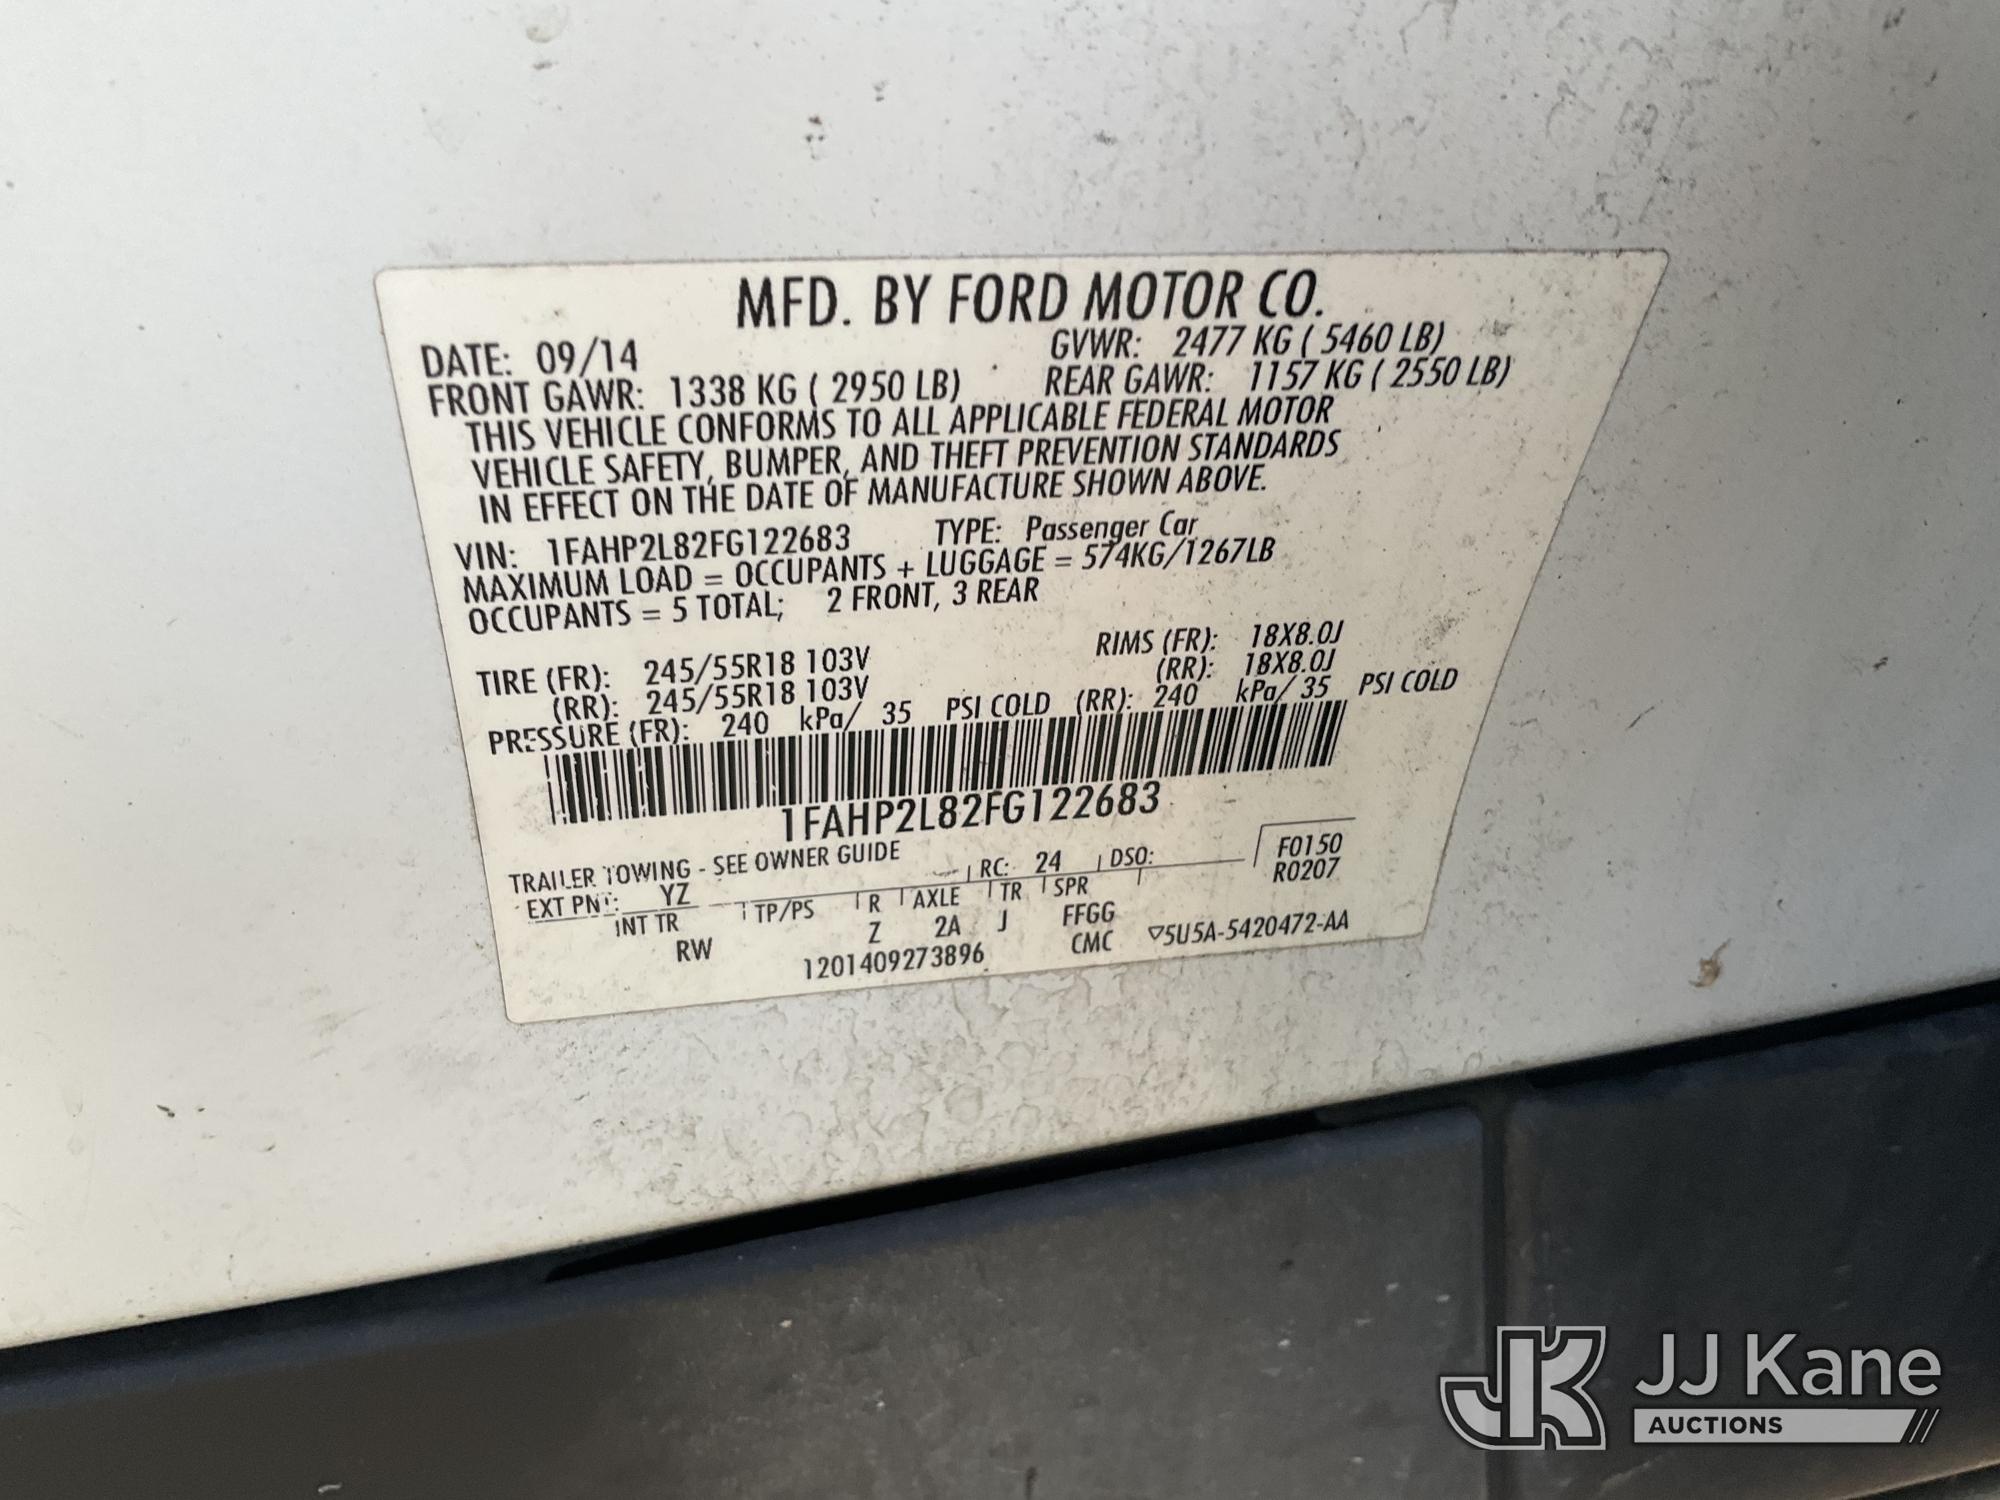 MFD. BY FORD MOTOR CO.
DATE: 09/14 GVWR: 2477 KG ( 5460 LB)
FRONT GAWR: 1338 KG ( 2950 LB) REAR GAWR: 1157 KG ( 2550 LB)
THIS VEHICLE CONFORMS TO ALL APPLICABLE FEDERAL MOTOR
VEHICLE SAFETY, BUMPER, AND THEFT PREVENTION STANDARDS
IN EFFECT ON THE DATE OF MANUFACTURE SHOWN ABOVE.
VIN: 1FAHP2L82FG122683 TYPE: Passenger Car
MAXIMUM LOAD = OCCUPANTS + LUGGAGE = 574KG/1267LB
OCCUPANTS = 5 TOTAL; 2 FRONT, 3 REAR
TIRE (FR): 245/55R18 103V RIMS (FR): 18X8.0J
(RR): 245/55R18 103V (RR): 18X8.0J
PRESSURE (FR): 240 kPa/ 35 PSI COLD (RR): 240 kPa/ 35 PSI COLD
1FAHP2L82FG122683
TRAILER TOWING - SEE OWNER GUIDE
EXT PNT: YZ RC: 24 DSO: F0150
R0207
INT TR TP/PS R AXLE TR SPR
RW Z 2A J FFGG
1201409273896 CMC ▽5U5A-5420472-AA
JK JJ Kane
AUCTIONS